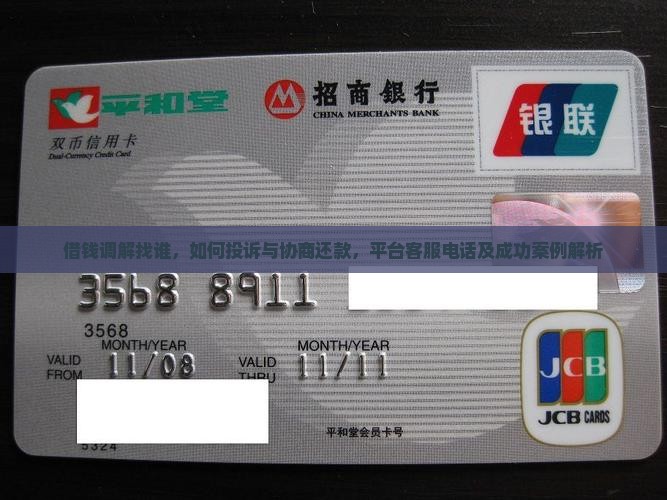 平和堂
招商銀行
CHINA MERCHANTS BANK
银联
双币信用卡
Dual-Currency Credit Card
借钱调解找谁，如何投诉与协商还款，平台客服电话及成功案例解析
3568 8911
3568
MONTH/YEAR
MONTH/YEAR
VALID FROM 11/08
VALID THRU 11/11
JCB
JCB CARDS
平和堂会员卡号
5324